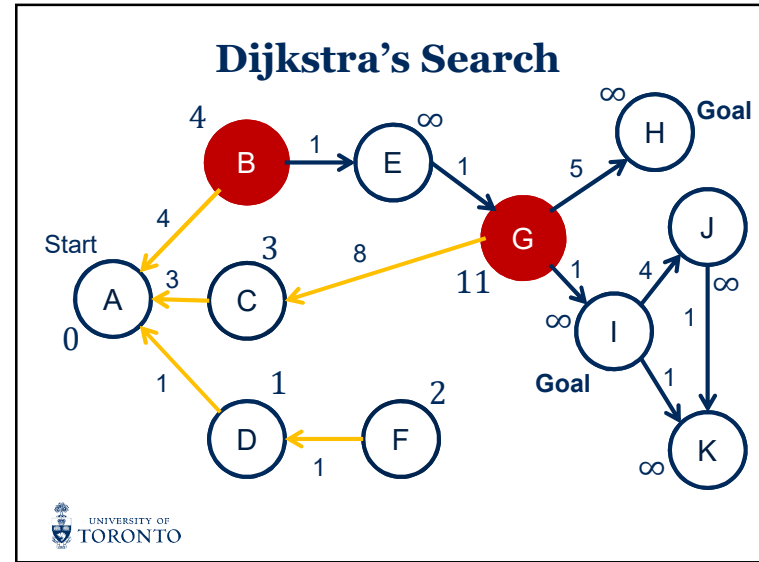 Dijkstra's Search
4
B
1
E
∞
1
∞
H
Goal
5
G
11
J
∞
4
Start
A
0
3
C
3
8
1
∞
I
Goal
4
1
1
1
D
1
1
F
2
K
∞
UNIVERSITY OF
TORONTO